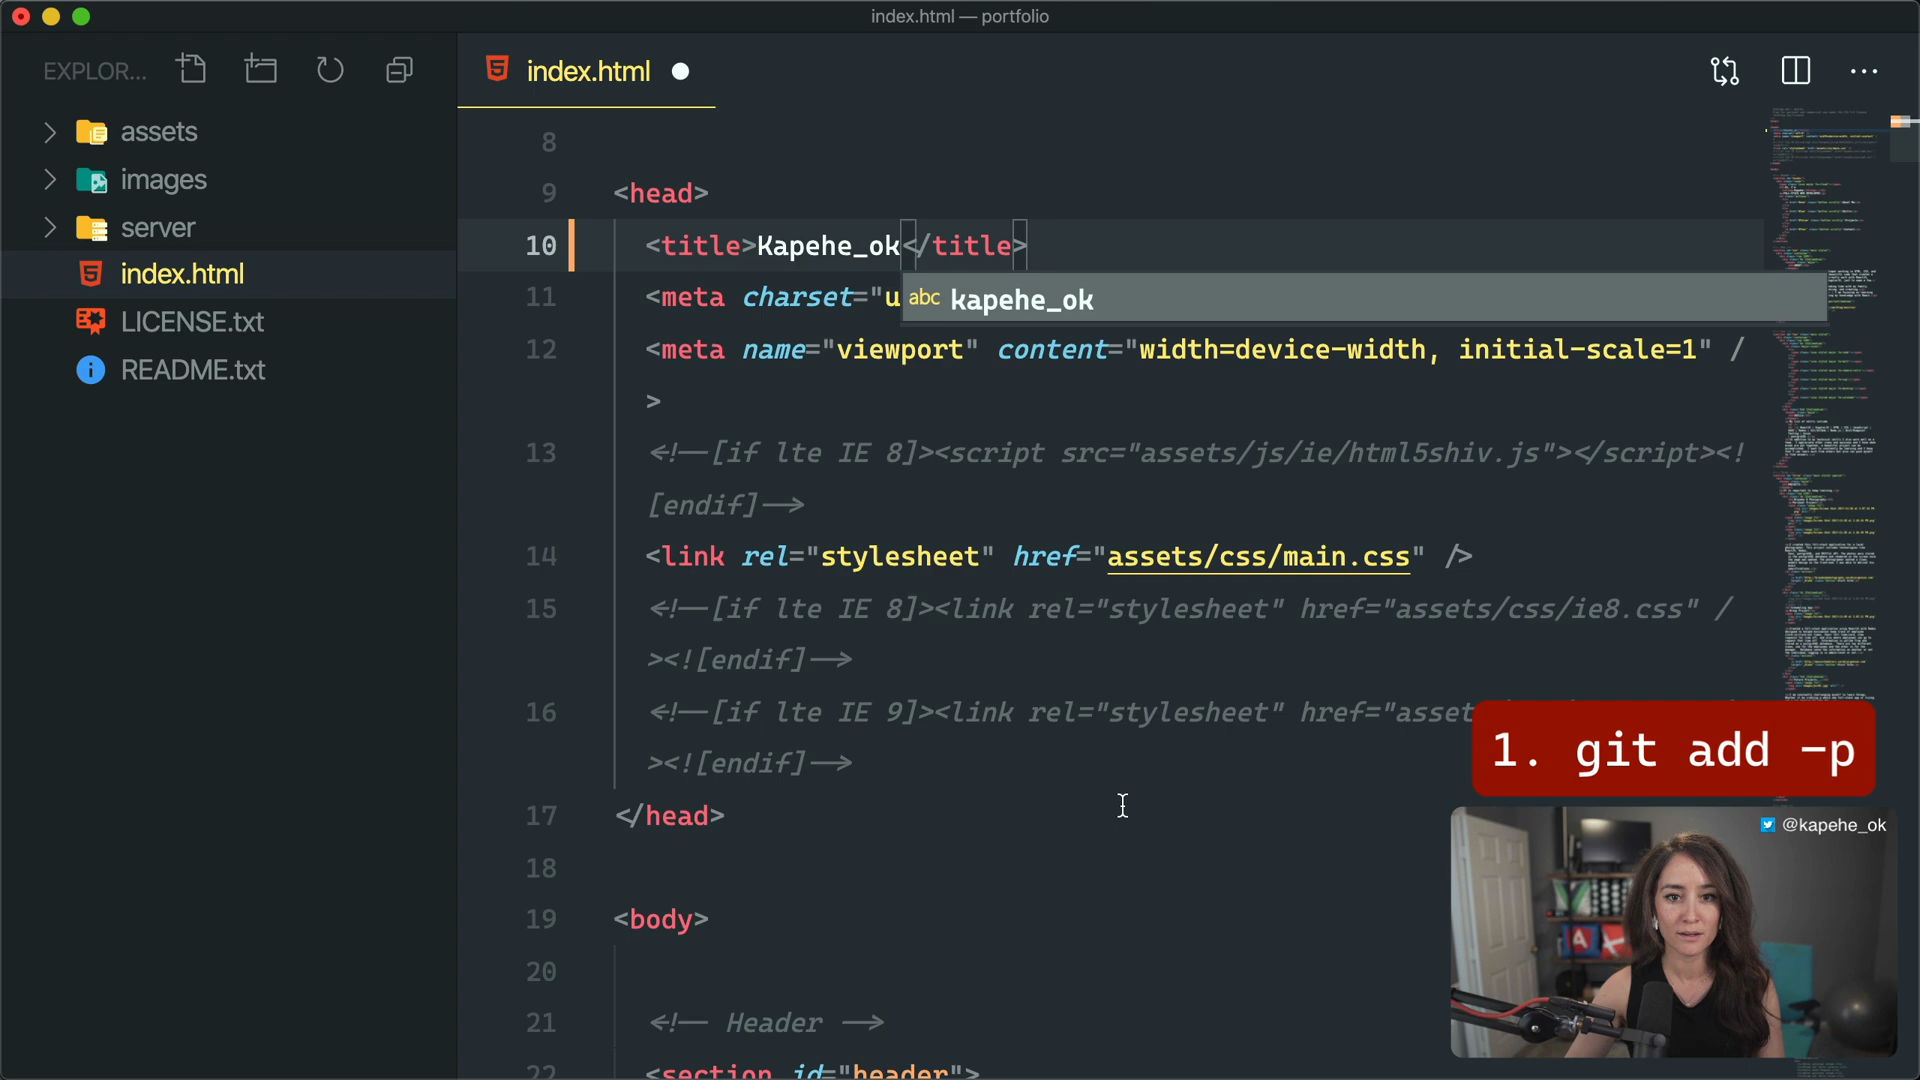 index.html — portfolio
EXPLOR...
index.html
assets
images
server
index.html
LICENSE.txt
README.txt
8
9 <head>
10 <title>Kapehe_ok</title>
abc kapehe_ok
11 <meta charset="u
12 <meta name="viewport" content="width=device-width, initial-scale=1" /
>
13 <!--[if lte IE 8]><script src="assets/js/ie/html5shiv.js"></script><!
[endif]-->
14 <link rel="stylesheet" href="assets/css/main.css" />
15 <!--[if lte IE 8]><link rel="stylesheet" href="assets/css/ie8.css" /
><![endif]-->
16 <!--[if lte IE 9]><link rel="stylesheet" href="asset
><![endif]-->
17 </head>
18
19 <body>
20
21 <!-- Header -->
22 <section id="header">
1. git add -p
@kapehe_ok